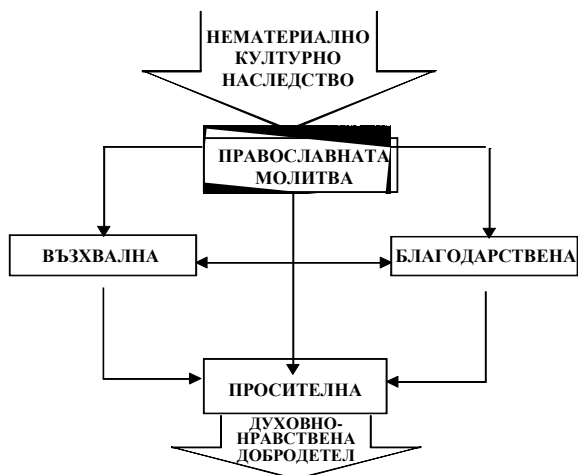 НЕМАТЕРИАЛНО
КУЛТУРНО
НАСЛЕДСТВО
ПРАВОСЛАВНАТА
МОЛИТВА
ВЪЗХВАЛНА
БЛАГОДАРСТВЕНА
ПРОСИТЕЛНА
ДУХОВНО-
НРАВСТВЕНА
ДОБРОДЕТЕЛ